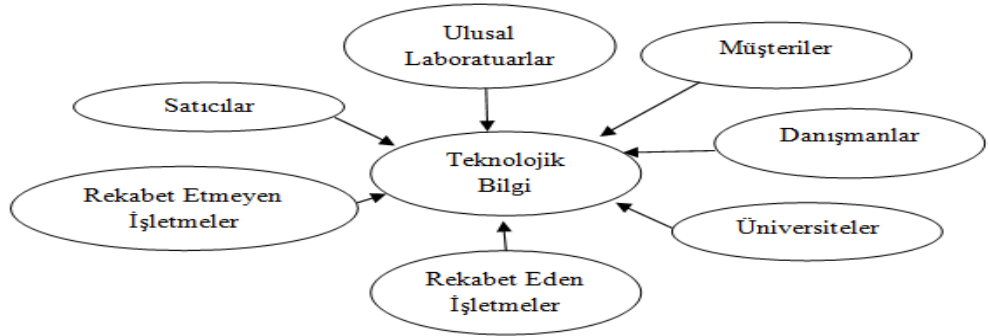 Ulusal
Laboratuarlar
Müşteriler
Satıcılar
Danışmanlar
Teknolojik
Bilgi
Rekabet Etmeyen
İşletmeler
Üniversiteler
Rekabet Eden
İşletmeler